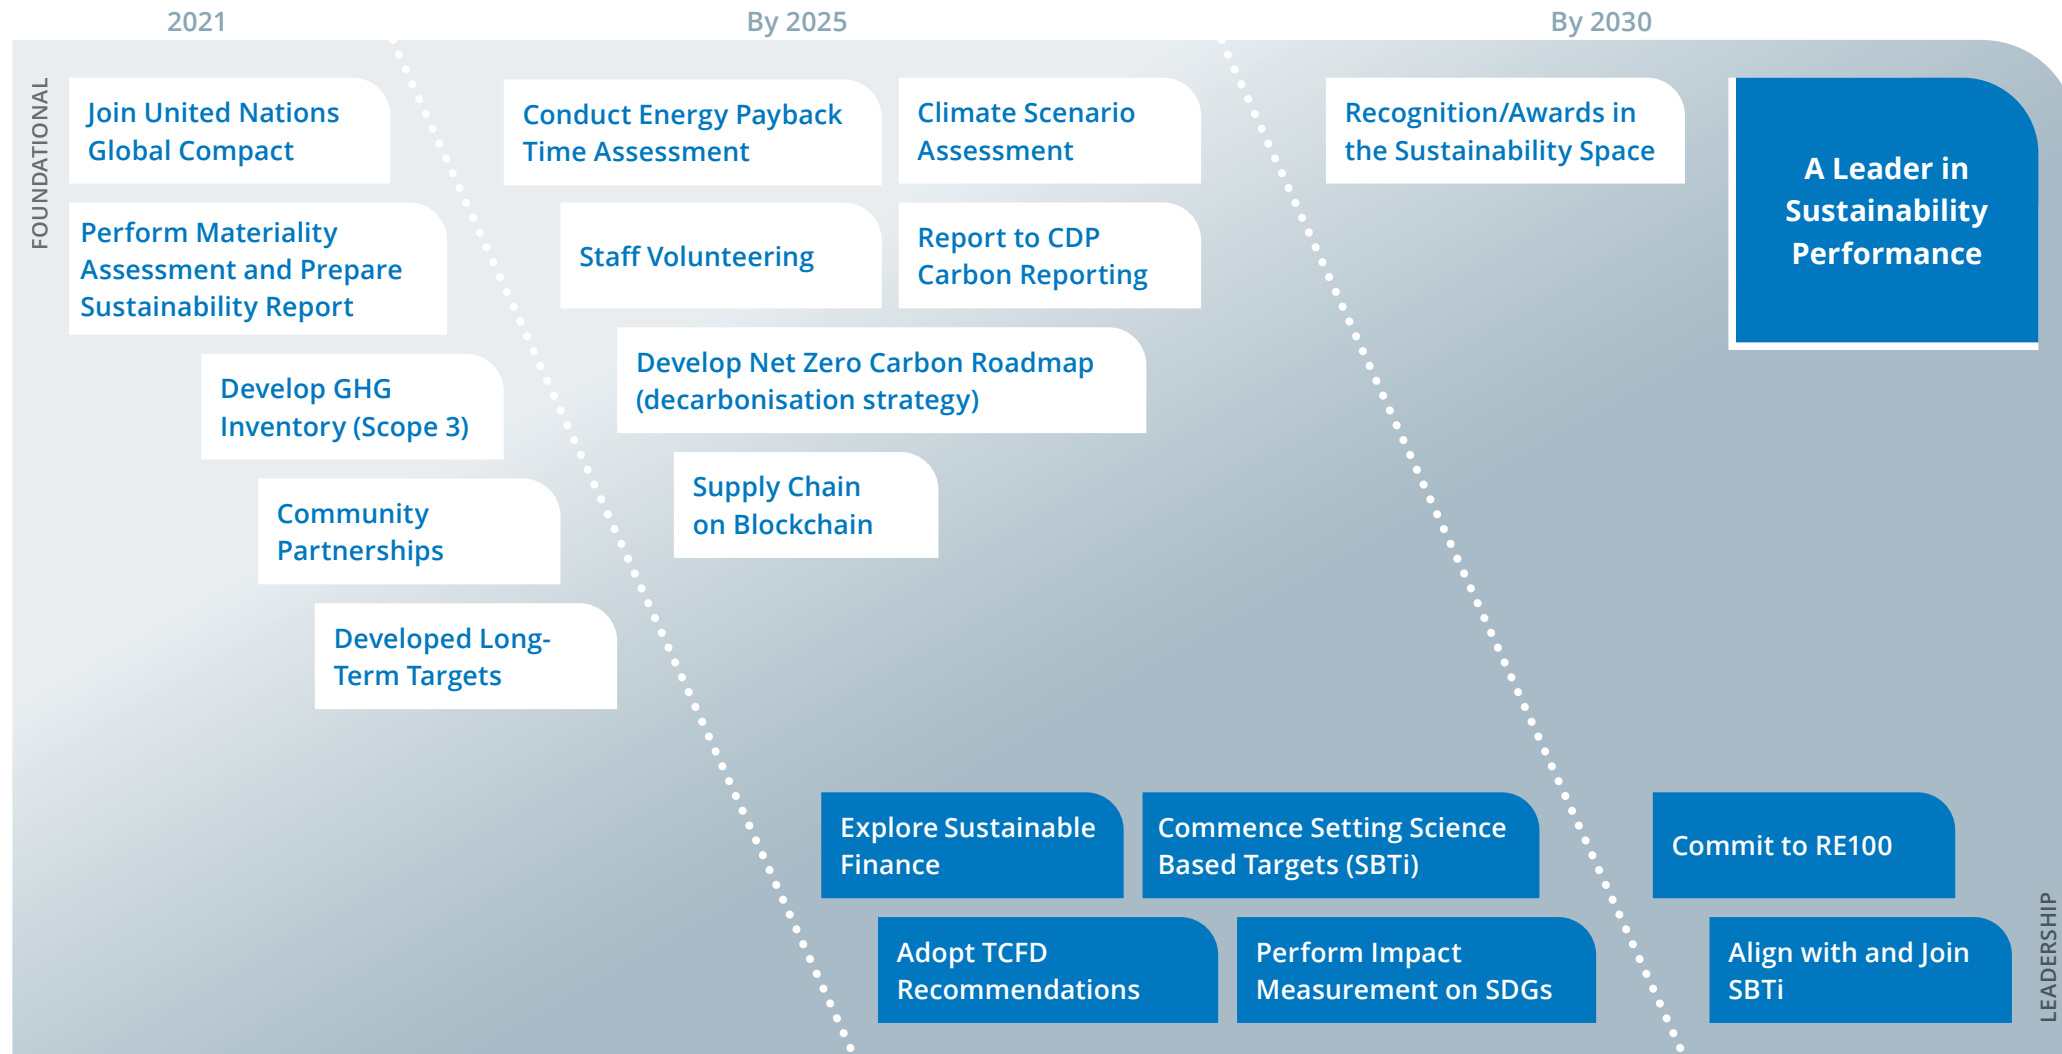 2021
By 2025
By 2030
FOUNDATIONAL
Join United Nations
Global Compact
Perform Materiality
Assessment and Prepare
Sustainability Report
Develop GHG
Inventory (Scope 3)
Community
Partnerships
Developed Long-
Term Targets
Conduct Energy Payback
Time Assessment
Climate Scenario
Assessment
Staff Volunteering
Report to CDP
Carbon Reporting
Develop Net Zero Carbon Roadmap
(decarbonisation strategy)
Supply Chain
on Blockchain
Explore Sustainable
Finance
Commence Setting Science
Based Targets (SBTi)
Adopt TCFD
Recommendations
Perform Impact
Measurement on SDGs
Recognition/Awards in
the Sustainability Space
A Leader in
Sustainability
Performance
Commit to RE100
Align with and Join
SBTi
LEADERSHIP